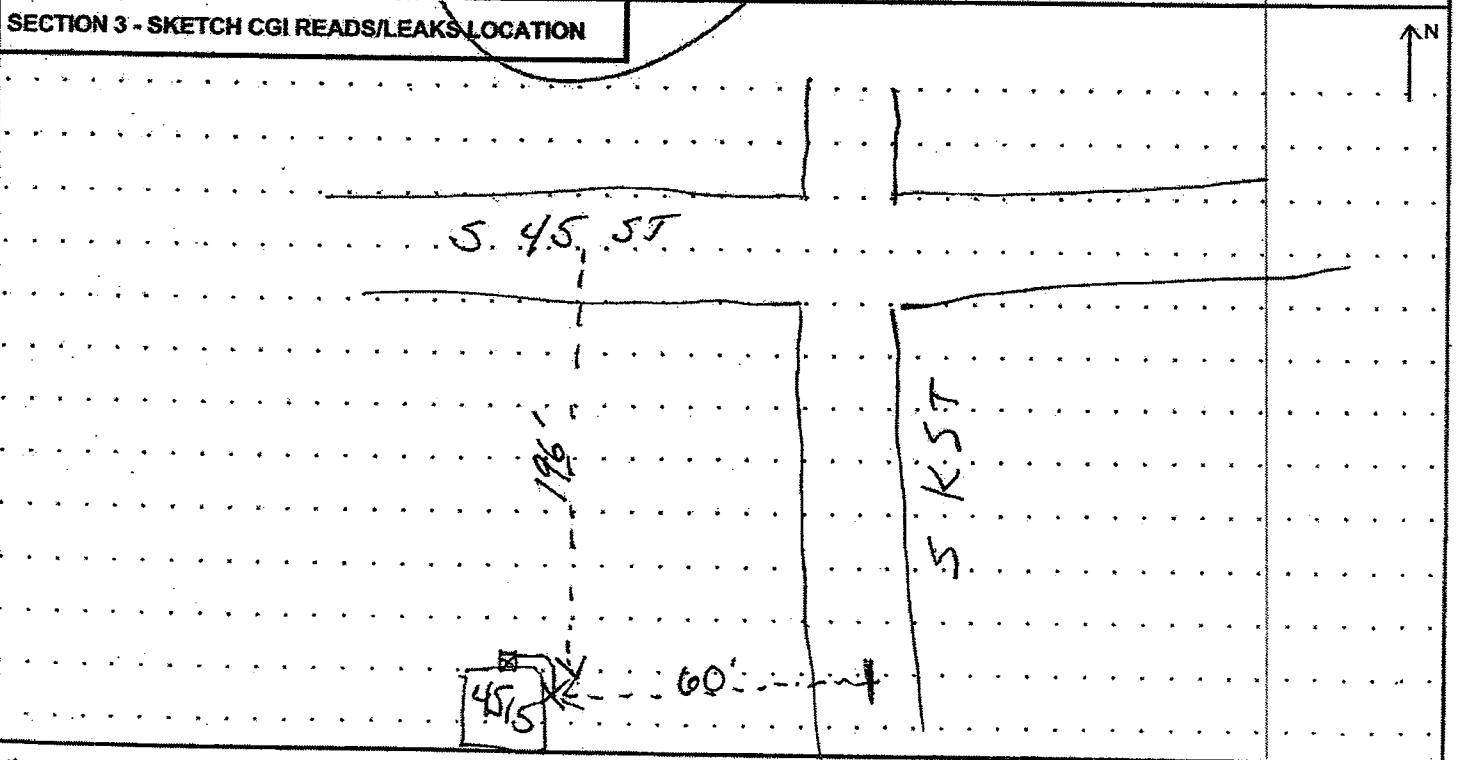 SECTION 3 - SKETCH CGI READS/LEAKS LOCATION
N
S. 45 ST
196'
S K ST
60'
4515